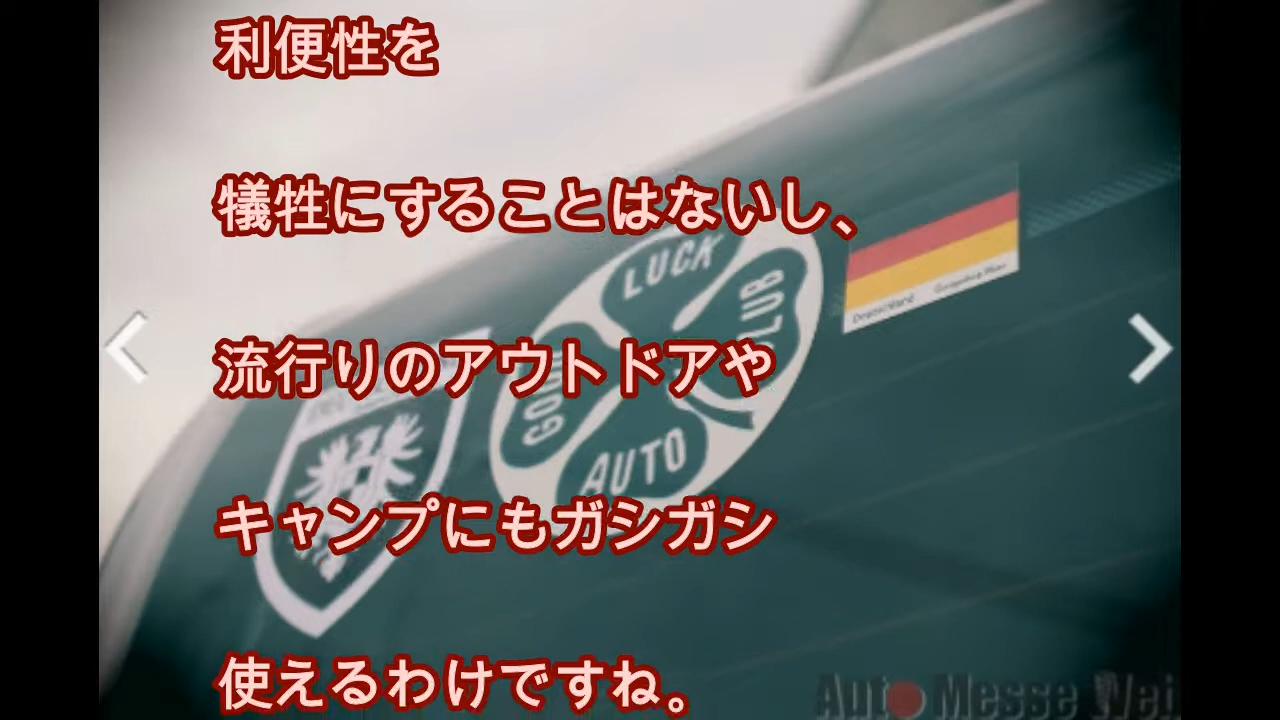 利便性を
犠牲にすることはないし、
LUCK
流行りのアウトドアや
AUTO
キャンプにもガシガシ
使えるわけですね。
Auto Messe Wei